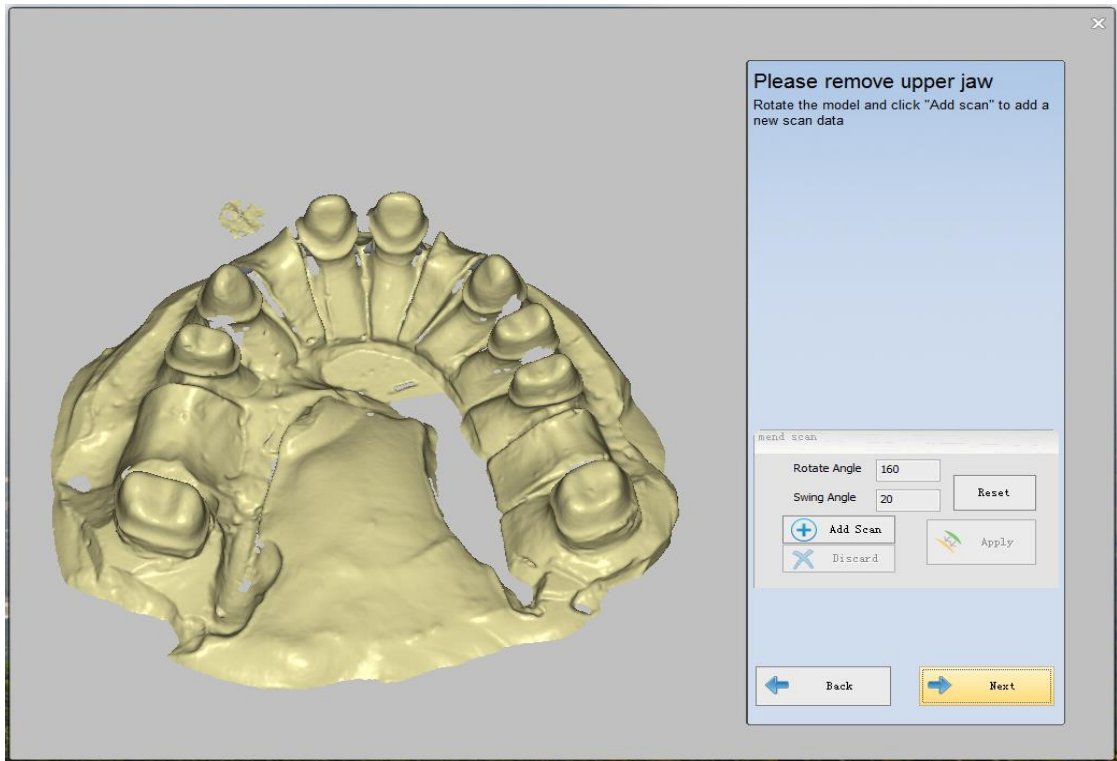 Please remove upper jaw
Rotate the model and click "Add scan" to add a
new scan data
mend scan
Rotate Angle 160
Swing Angle 20
Reset
Add Scan
Apply
Discard
Back
Next